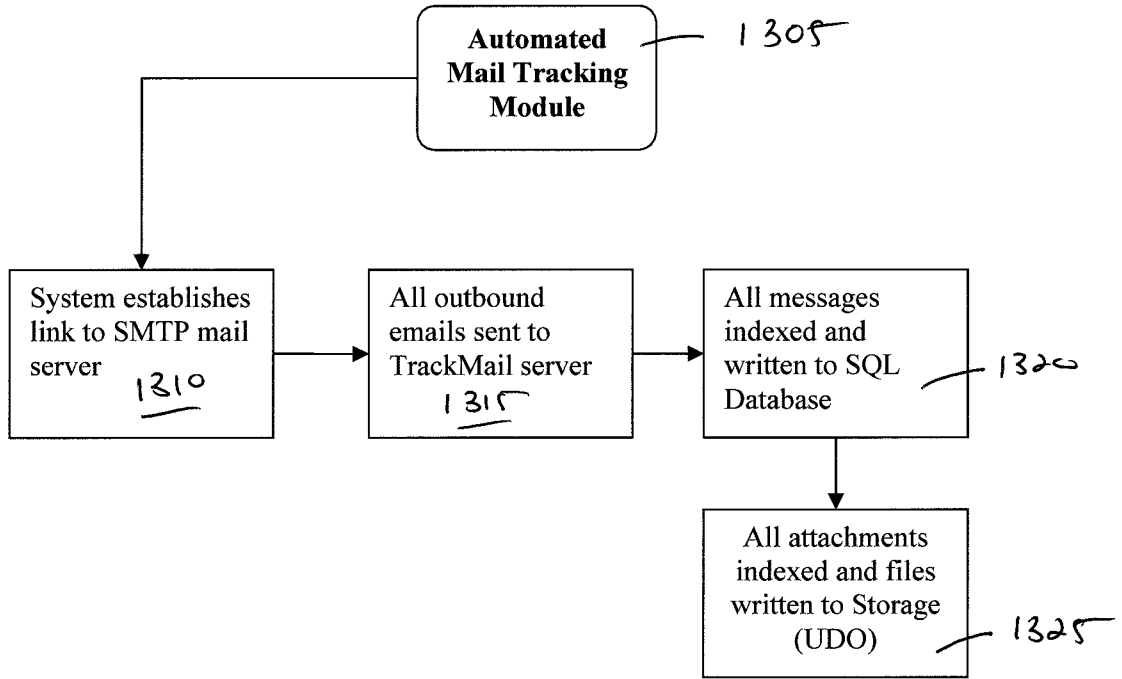 Automated
Mail Tracking
Module
1305
System establishes
link to SMTP mail
server
1310
All outbound
emails sent to
TrackMail server
1315
All messages
indexed and
written to SQL
Database
1320
All attachments
indexed and files
written to Storage
(UDO)
1325